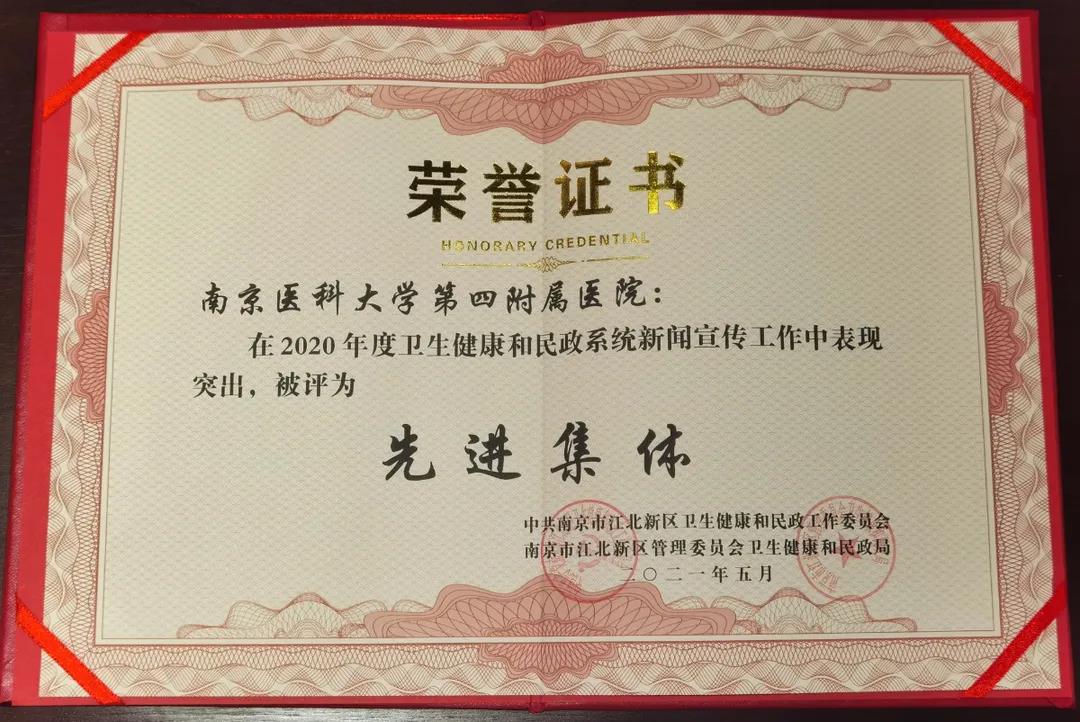 荣誉证书
HONORARY CREDENTIAL
南京医科大学第四附属医院：
在2020年度卫生健康和民政系统新闻宣传工作中表现
突出，被评为
先进集体
中共南京市江北新区卫生健康和民政工作委员会
南京市江北新区管理委员会卫生健康和民政局
二〇二一年五月